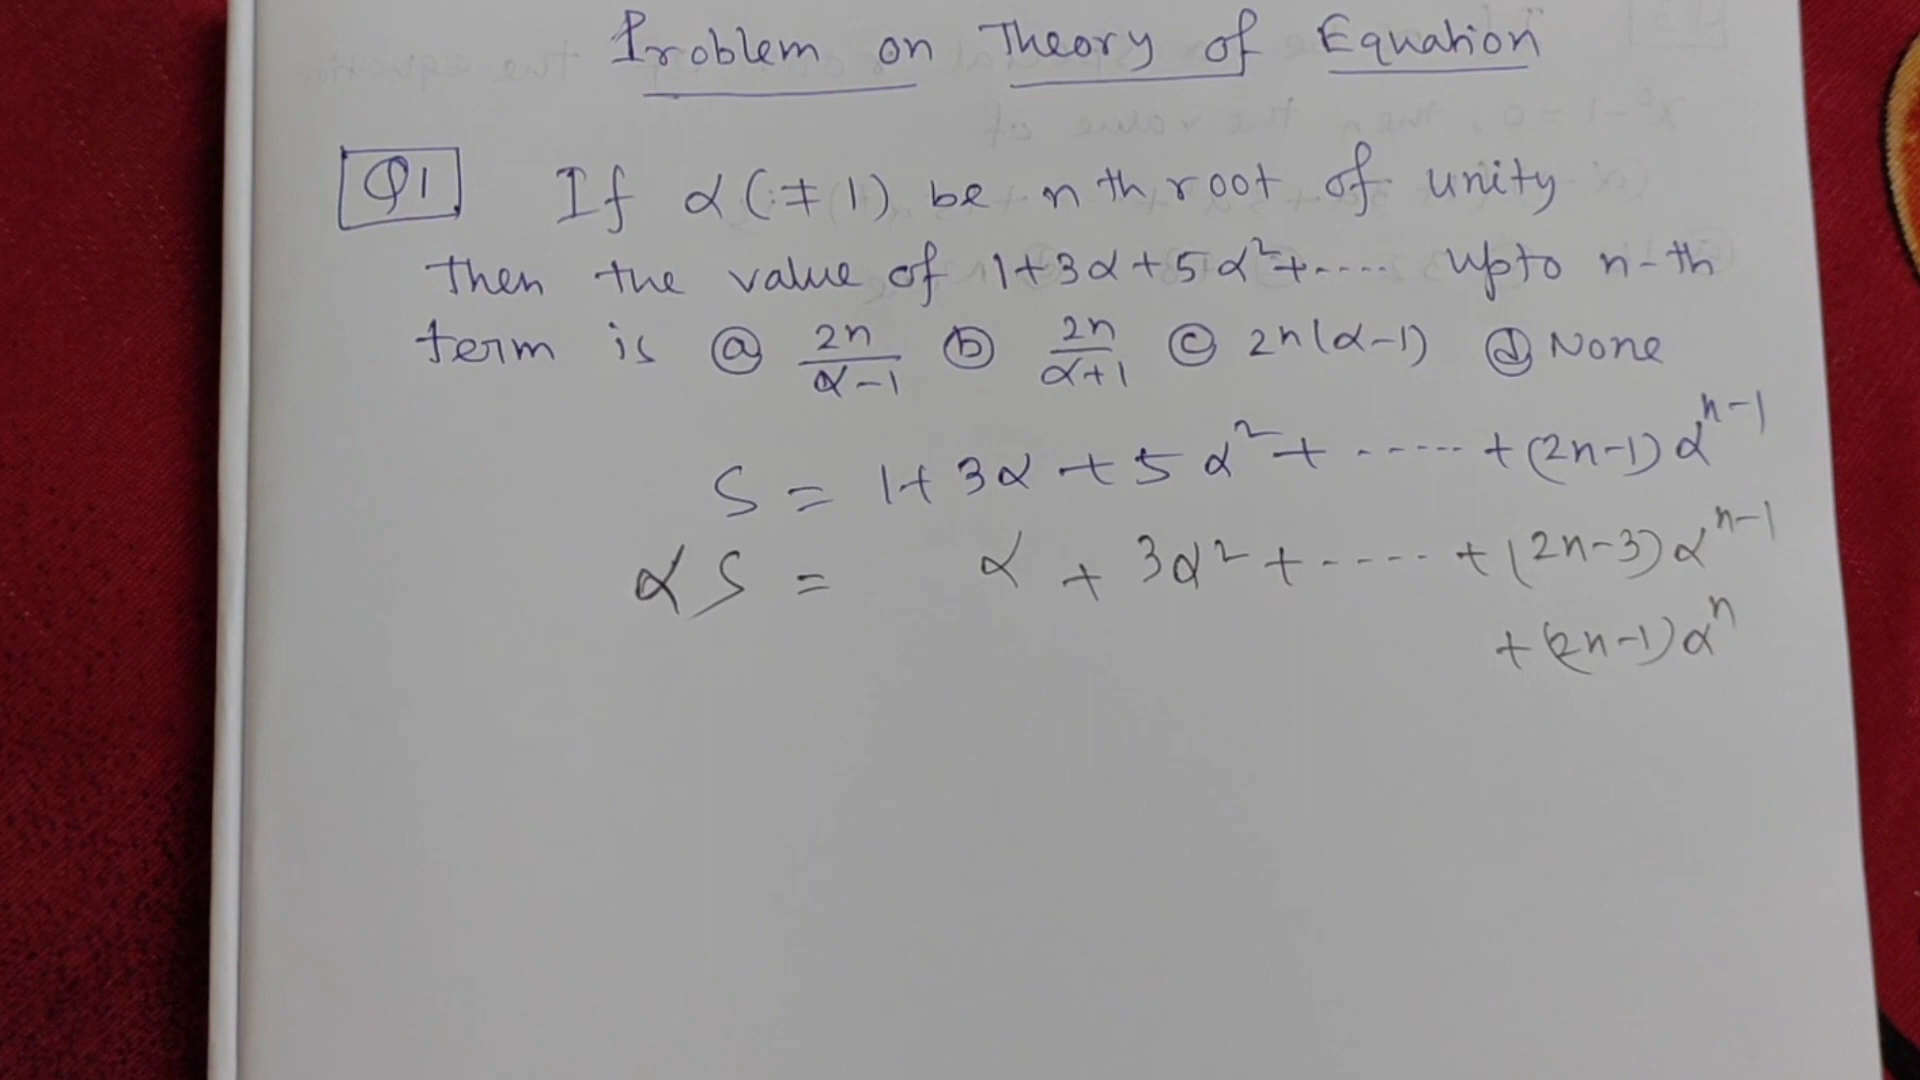 Problem on Theory of Equation
Q1 If α(≠1) be nth root of unity
then the value of 1+3α+5α²+.... upto n-th
term is ⓐ 2n/(α-1) ⓑ 2n/(α+1) ⓒ 2n(α-1) ⓓ None
S = 1+3α+5α²+.....+(2n-1)α^(n-1)
αS = α+3α²+....+(2n-3)α^(n-1)
+(2n-1)α^n